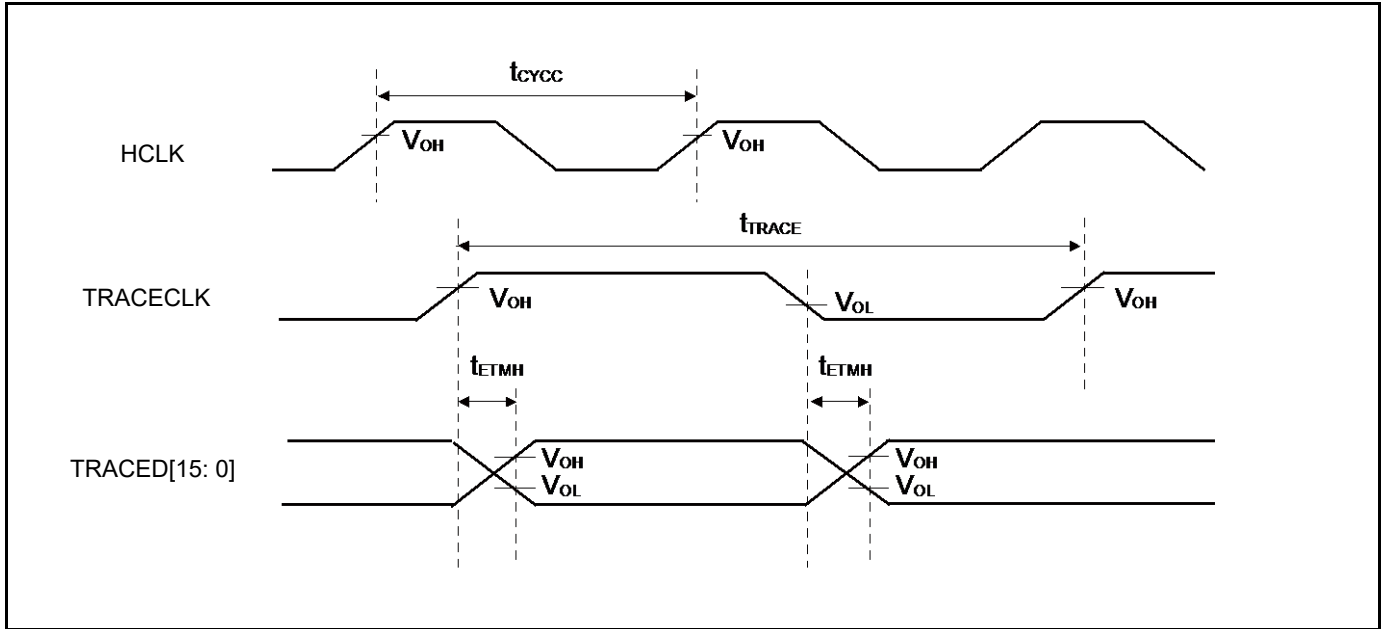 tCYCC
HCLK
VOH
VOH
tTRACE
TRACECLK
VOH
VOL
VOH
tETMH
tETMH
TRACED[15: 0]
VOH
VOH
VOL
VOL